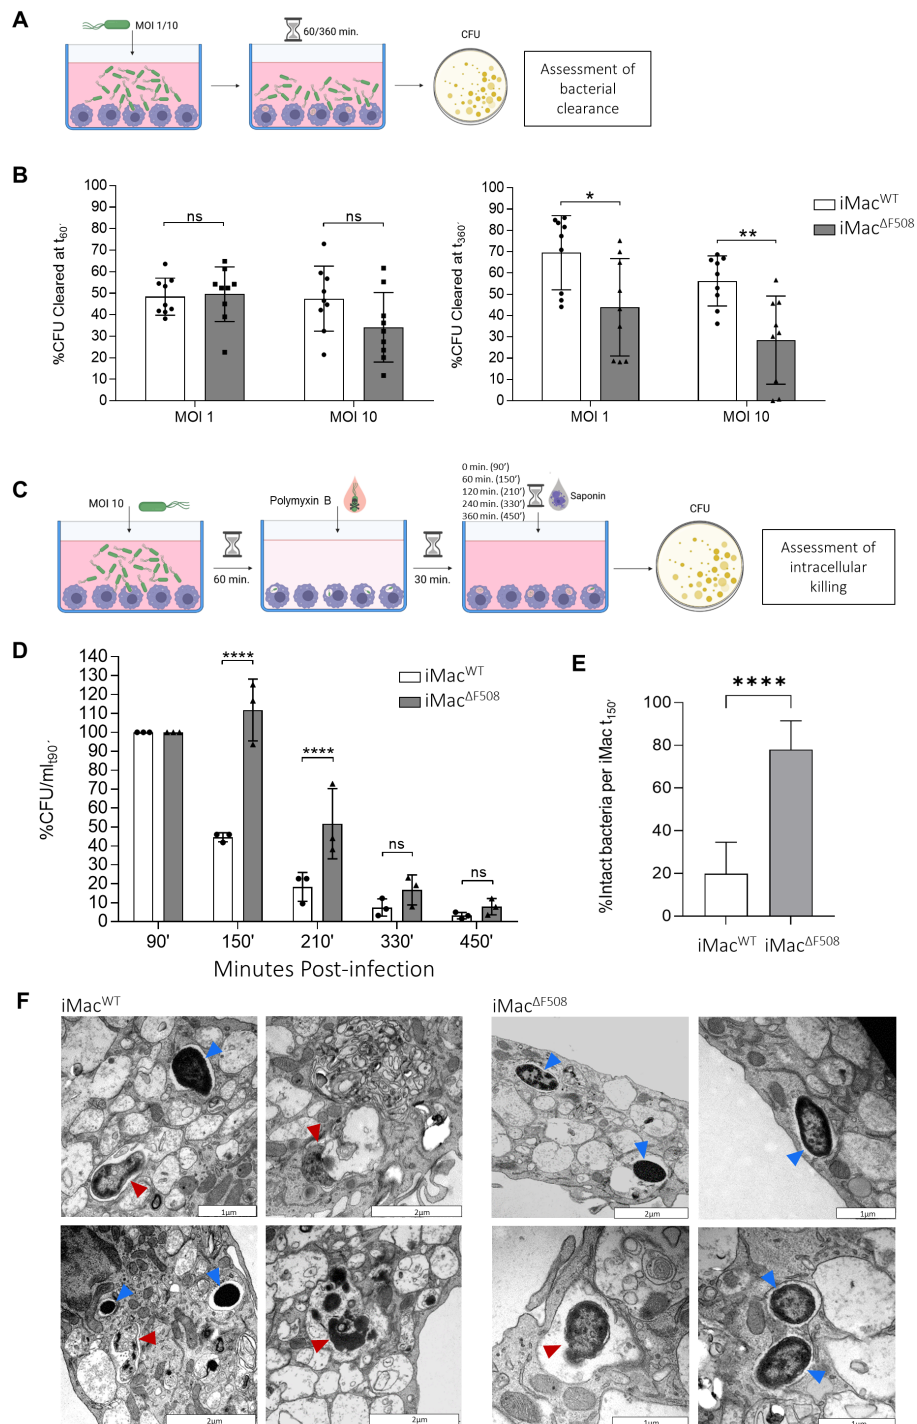 A
MOI 1/10
60/360 min.
CFU
Assessment of
bacterial
clearance
B
%CFU Cleared at t60´
100
90
80
70
60
50
40
30
20
10
0
ns
ns
MOI 1
MOI 10
%CFU Cleared at t360´
100
90
80
70
60
50
40
30
20
10
0
*
**
MOI 1
MOI 10
iMacWT
iMacΔF508
C
MOI 10
60 min.
Polymyxin B
30 min.
0 min. (90')
60 min. (150')
120 min. (210')
240 min. (330')
360 min. (450')
Saponin
CFU
Assessment of
intracellular
killing
D
%CFU/mlt90´
140
130
120
110
100
90
80
70
60
50
40
30
20
10
0
****
****
ns
ns
iMacWT
iMacΔF508
90'
150'
210'
330'
450'
Minutes Post-infection
E
%Intact bacteria per iMac t150'
100
80
60
40
20
0
****
iMacWT
iMacΔF508
F
iMacWT
iMacΔF508
1µm
2µm
2µm
1µm
2µm
2µm
1µm
1µm